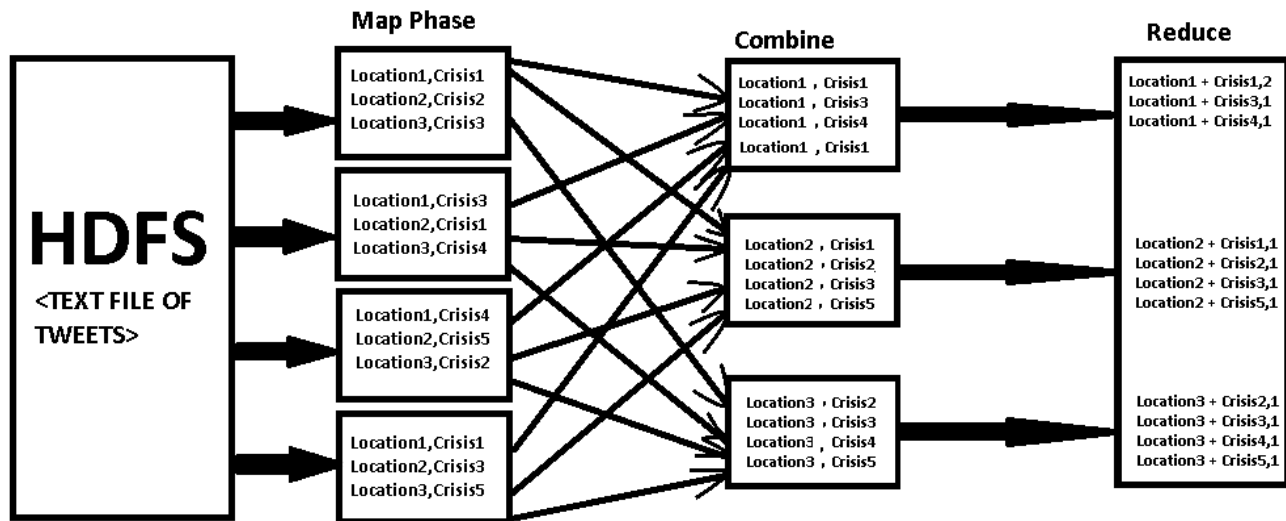 Map Phase
Combine
Reduce
HDFS
<TEXT FILE OF
TWEETS>
Location1,Crisis1
Location2,Crisis2
Location3,Crisis3
Location1,Crisis3
Location2,Crisis1
Location3,Crisis4
Location1,Crisis4
Location2,Crisis5
Location3,Crisis2
Location1,Crisis1
Location2,Crisis3
Location3,Crisis5
Location1 , Crisis1
Location1 , Crisis3
Location1 , Crisis4
Location1 , Crisis1
Location2 , Crisis1
Location2 , Crisis2
Location2 , Crisis3
Location2 , Crisis5
Location3 , Crisis2
Location3 , Crisis3
Location3 , Crisis4
Location3 , Crisis5
Location1 + Crisis1,2
Location1 + Crisis3,1
Location1 + Crisis4,1
Location2 + Crisis1,1
Location2 + Crisis2,1
Location2 + Crisis3,1
Location2 + Crisis5,1
Location3 + Crisis2,1
Location3 + Crisis3,1
Location3 + Crisis4,1
Location3 + Crisis5,1